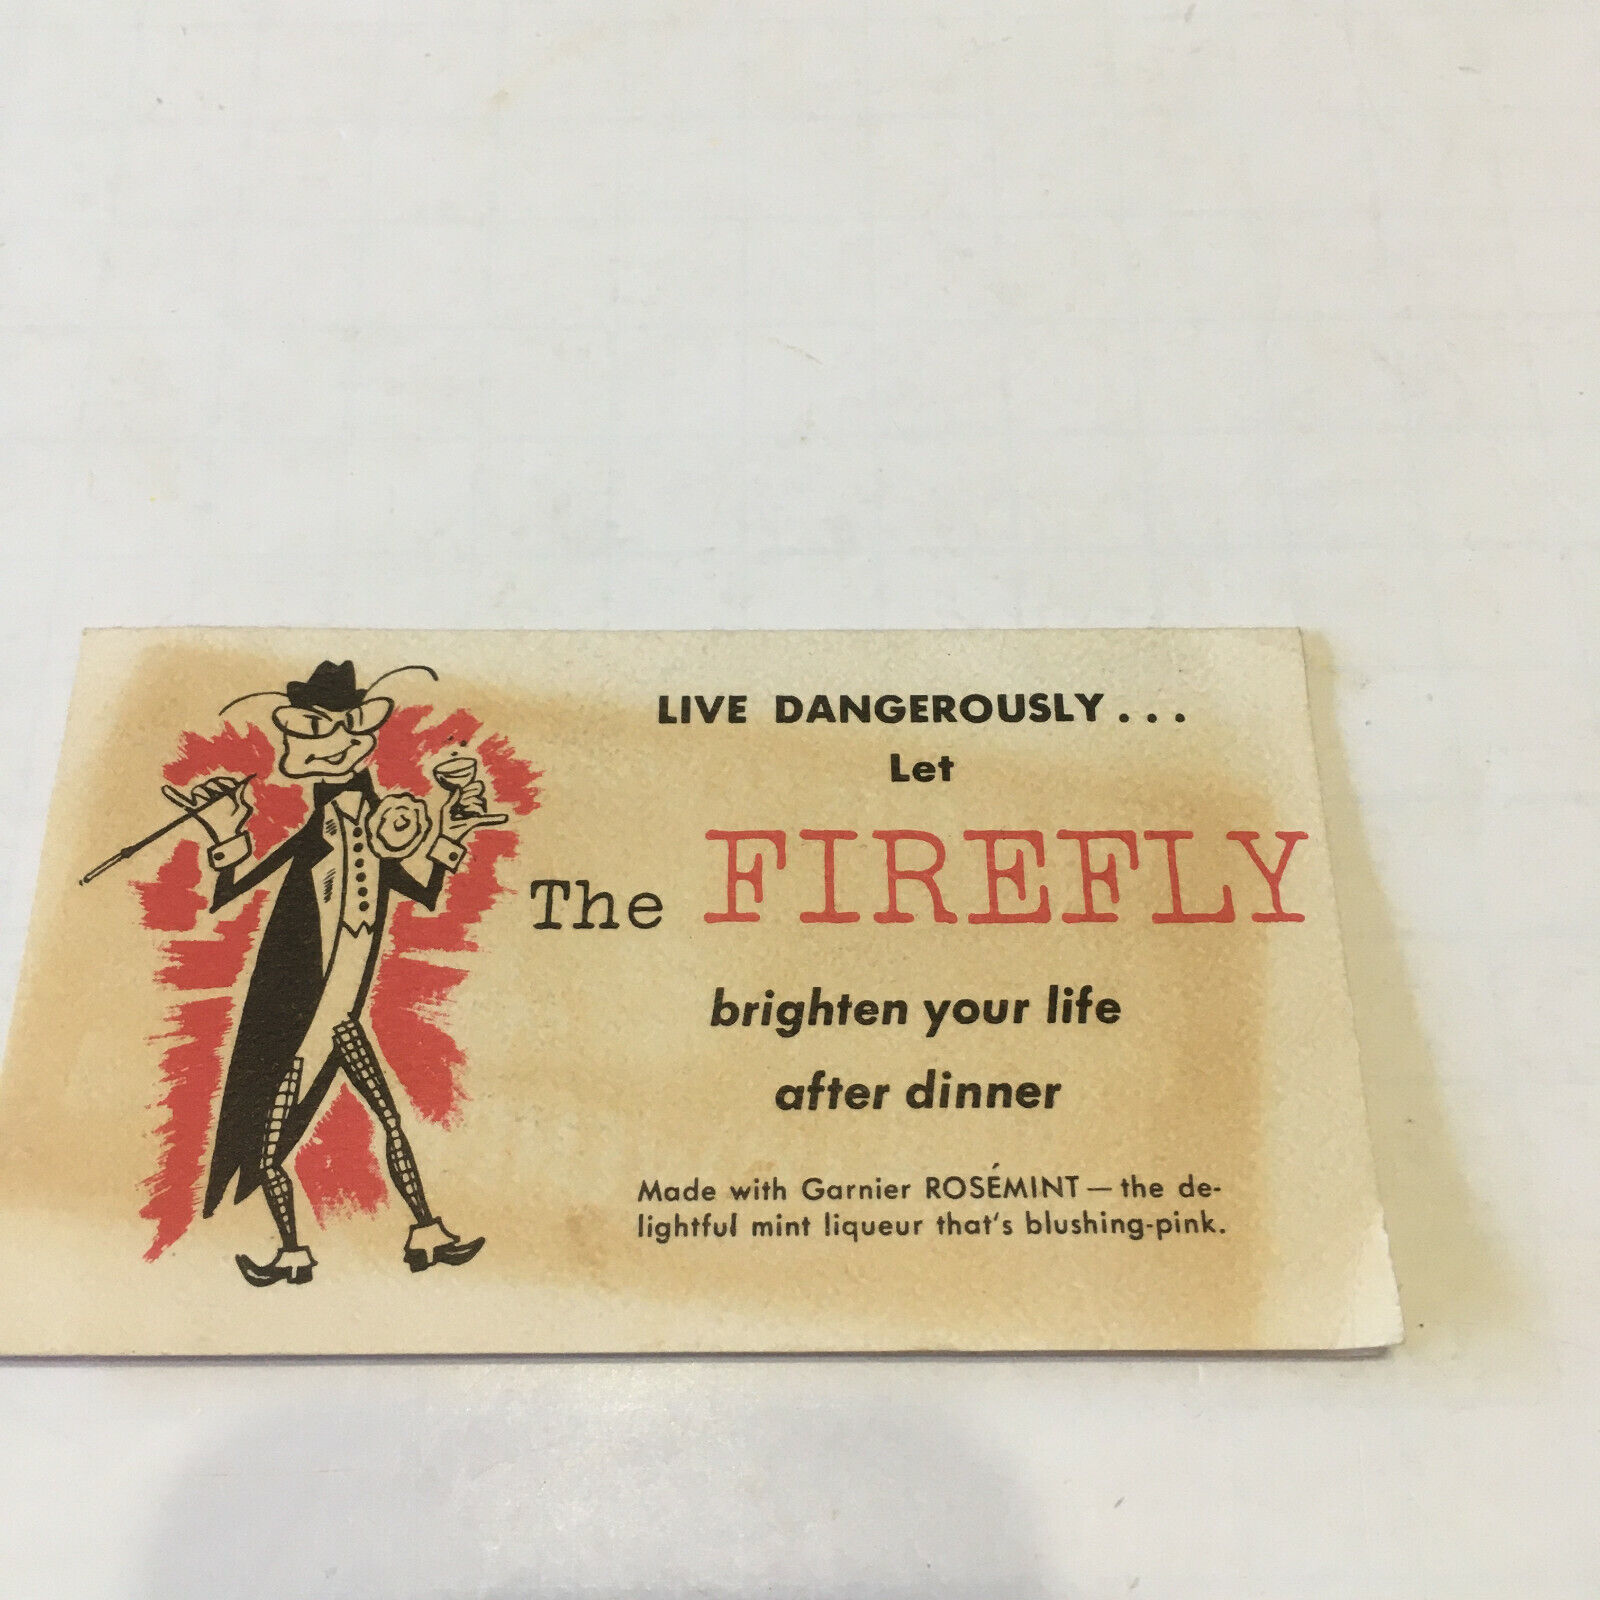 LIVE DANGEROUSLY...
Let
The FIREFLY
brighten your life
after dinner
Made with Garnier ROSÉMINT — the de-
lightful mint liqueur that's blushing-pink.